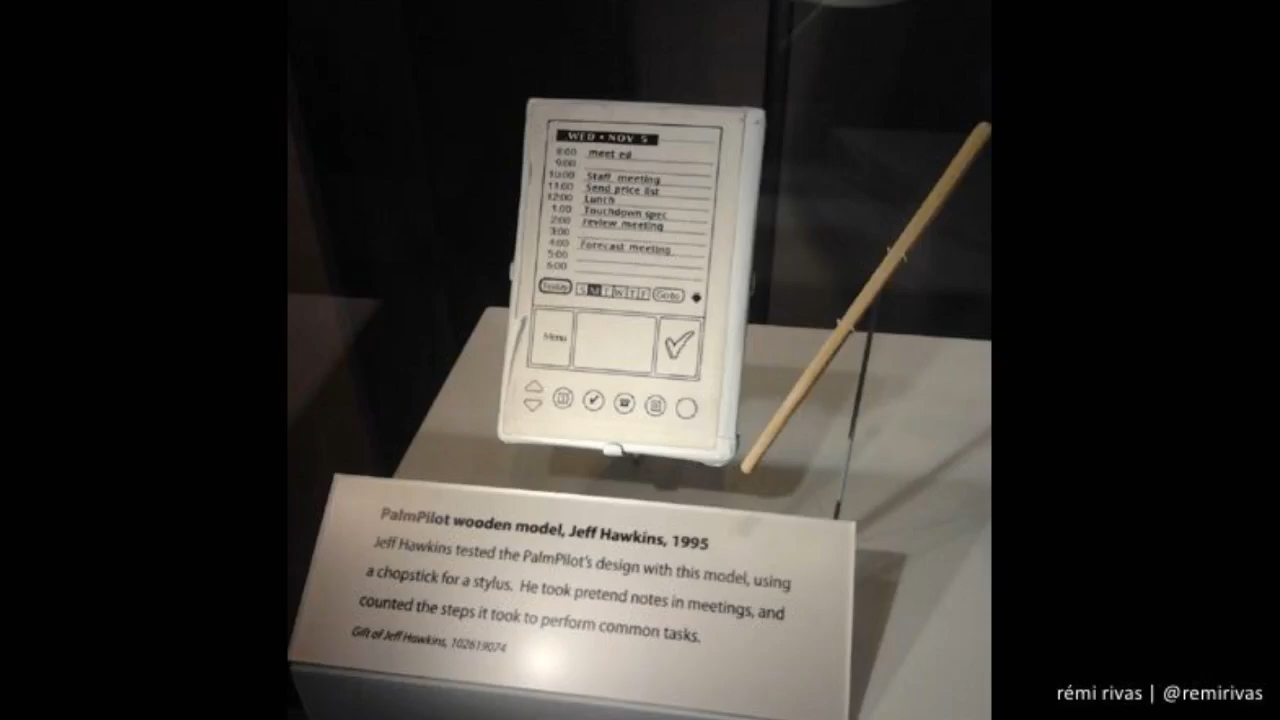 WED • NOV 5
8:00 meet ed
9:00
10:00 Staff meeting
11:00 Send price list
12:00 Lunch
1:00 Touchdown spec
2:00 review meeting
3:00
4:00 Forecast meeting
5:00
6:00
Today S M T W T F Go to
Menu
PalmPilot wooden model, Jeff Hawkins, 1995
Jeff Hawkins tested the PalmPilot's design with this model, using
a chopstick for a stylus. He took pretend notes in meetings, and
counted the steps it took to perform common tasks.
Gift of Jeff Hawkins, 102619074
rémi rivas | @remirivas